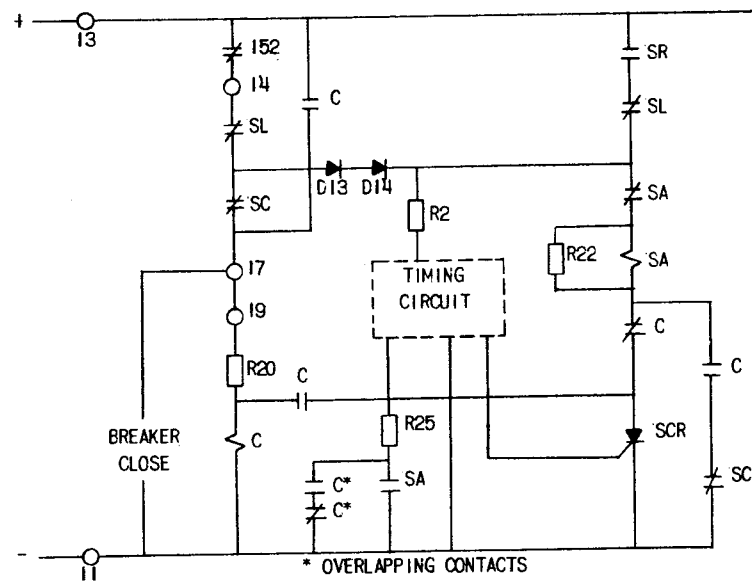 +
13
152
14
SL
C
SR
SL
D13
D14
SC
R2
SA
R22
SA
17
TIMING
CIRCUIT
19
C
R20
C
C
BREAKER
CLOSE
C
R25
SCR
C*
SA
C*
SC
-
11
* OVERLAPPING CONTACTS